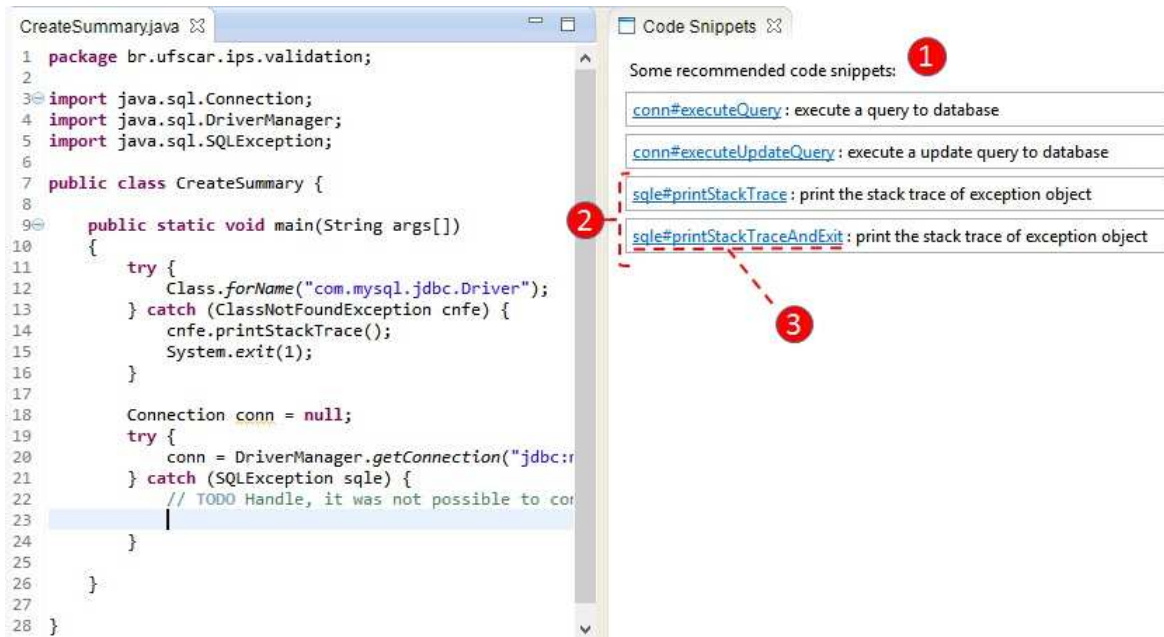 CreateSummary.java
1 package br.ufscar.ips.validation;
2
3 import java.sql.Connection;
4 import java.sql.DriverManager;
5 import java.sql.SQLException;
6
7 public class CreateSummary {
8
9 public static void main(String args[])
10 {
11 try {
12 Class.forName("com.mysql.jdbc.Driver");
13 } catch (ClassNotFoundException cnfe) {
14 cnfe.printStackTrace();
15 System.exit(1);
16 }
17
18 Connection conn = null;
19 try {
20 conn = DriverManager.getConnection("jdbc:
21 } catch (SQLException sqle) {
22 // TODO Handle, it was not possible to
23
24 }
25
26 }
27
28 }
Code Snippets
Some recommended code snippets:
1
conn#executeQuery : execute a query to database
conn#executeUpdateQuery : execute a update query to database
2
sqle#printStackTrace : print the stack trace of exception object
sqle#printStackTraceAndExit : print the stack trace of exception object
3